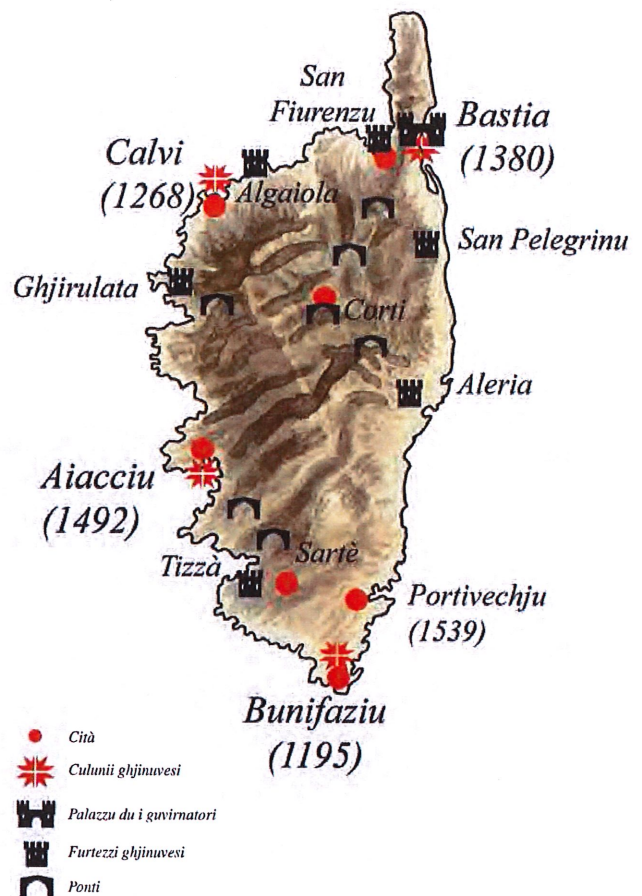 San
Fiurenzu
Bastia
(1380)
Calvi
(1268)
Algaiola
San Pelegrinu
Ghjirulata
Corti
Aleria
Aiacciu
(1492)
Tizzà
Sartè
Portivechju
(1539)
Bunifaziu
(1195)
Cità
Culunii ghjinuvesi
Palazzu du i guvirnatori
Furtezzi ghjinuvesi
Ponti